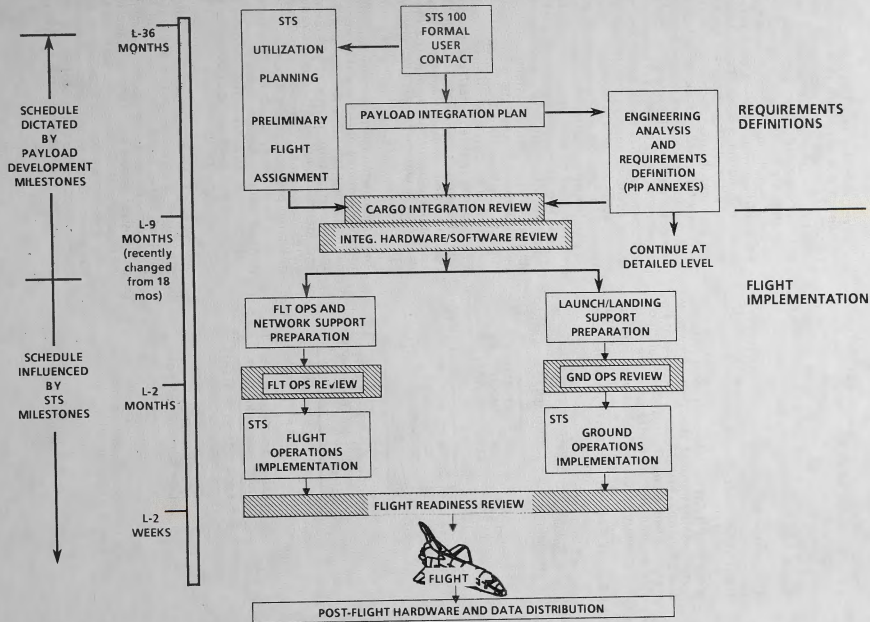 L-36
MONTHS
SCHEDULE
DICTATED
BY
PAYLOAD
DEVELOPMENT
MILESTONES
L-9
MONTHS
(recently
changed
from 18
mos)
SCHEDULE
INFLUENCED
BY
STS
MILESTONES
L-2
MONTHS
L-2
WEEKS
STS
UTILIZATION
PLANNING
PRELIMINARY
FLIGHT
ASSIGNMENT
STS 100
FORMAL
USER
CONTACT
PAYLOAD INTEGRATION PLAN
ENGINEERING
ANALYSIS
AND
REQUIREMENTS
DEFINITION
(PIP ANNEXES)
REQUIREMENTS
DEFINITIONS
CARGO INTEGRATION REVIEW
INTEG. HARDWARE/SOFTWARE REVIEW
CONTINUE AT
DETAILED LEVEL
FLIGHT
IMPLEMENTATION
FLT OPS AND
NETWORK SUPPORT
PREPARATION
LAUNCH/LANDING
SUPPORT
PREPARATION
FLT OPS REVIEW
GND OPS REVIEW
STS
FLIGHT
OPERATIONS
IMPLEMENTATION
STS
GROUND
OPERATIONS
IMPLEMENTATION
FLIGHT READINESS REVIEW
FLIGHT
POST-FLIGHT HARDWARE AND DATA DISTRIBUTION